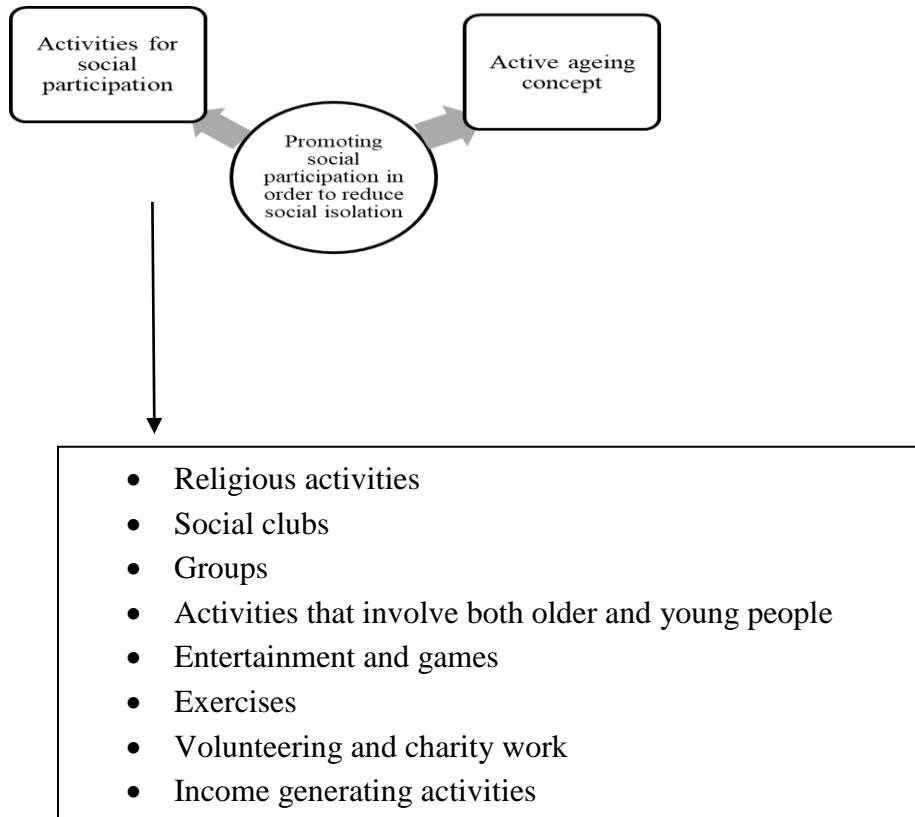 Activities for
social
participation
Active ageing
concept
Promoting
social
participation in
order to reduce
social isolation
• Religious activities
• Social clubs
• Groups
• Activities that involve both older and young people
• Entertainment and games
• Exercises
• Volunteering and charity work
• Income generating activities